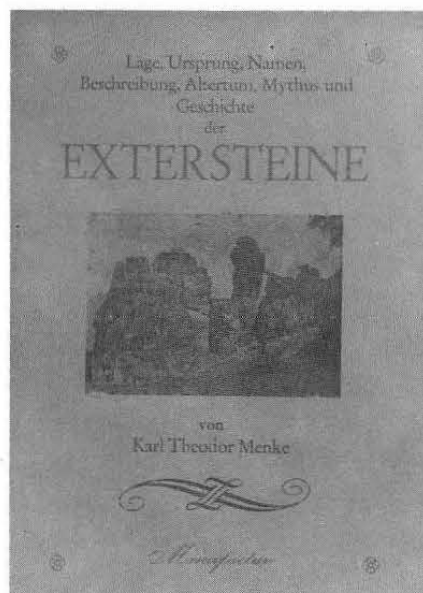 Lage, Ursprung, Namen,
Beschreibung, Altertum, Mythus und
Geschichte
der
EXTERSTEINE
von
Karl Theodor Menke